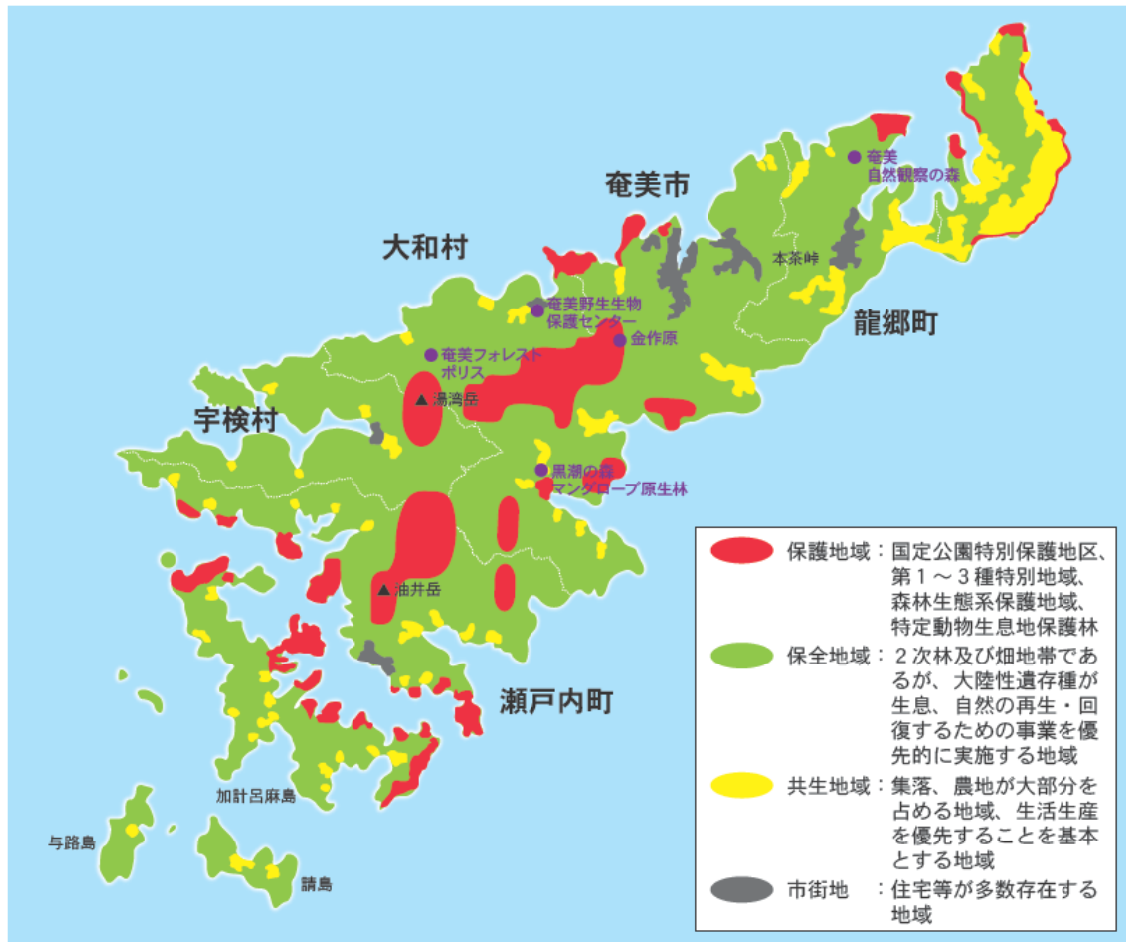 奄美
自然観察の森
奄美市
大和村
本茶峠
奄美野生生物
保護センター
龍郷町
金作原
奄美フォレスト
ポリス
湯湾岳
宇検村
黒潮の森
マングローブ原生林
油井岳
瀬戸内町
加計呂麻島
与路島
請島
保護地域：国定公園特別保護地区、
第１～３種特別地域、
森林生態系保護地域、
特定動物生息地保護林
保全地域：２次林及び畑地帯であ
るが、大陸性遺存種が
生息、自然の再生・回
復するための事業を優
先的に実施する地域
共生地域：集落、農地が大部分を
占める地域、生活生産
を優先することを基本
とする地域
市街地　：住宅等が多数存在する
地域